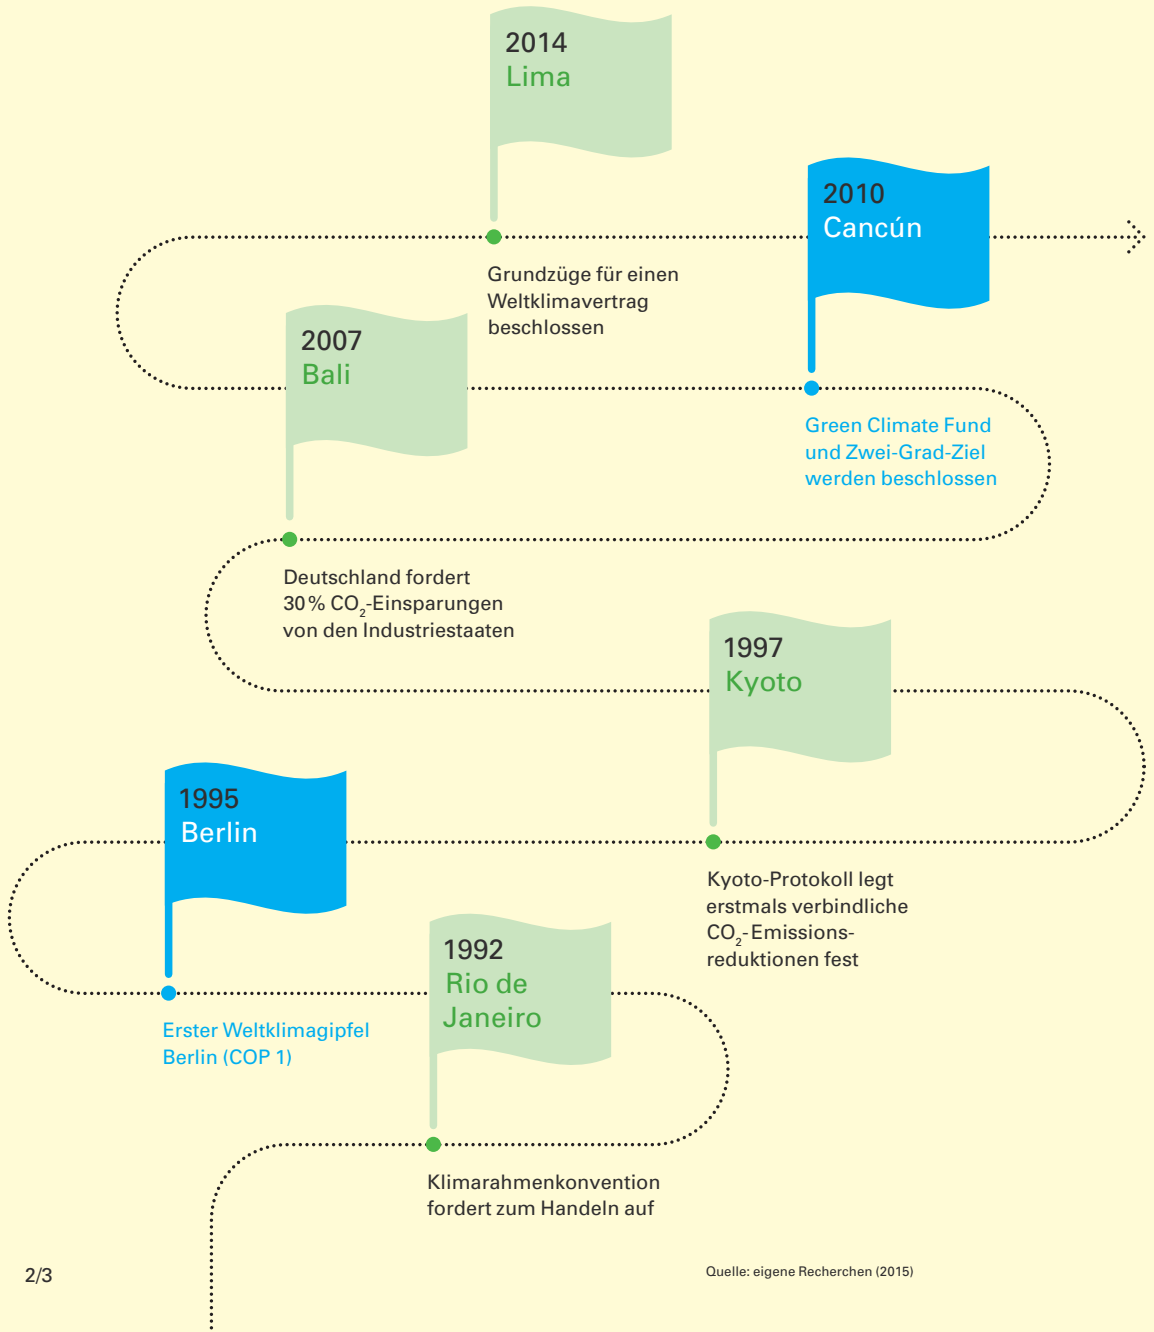 2014
Lima
2010
Cancún
Grundzüge für einen
Weltklimavertrag
beschlossen
2007
Bali
Green Climate Fund
und Zwei-Grad-Ziel
werden beschlossen
Deutschland fordert
30 % CO₂-Einsparungen
von den Industriestaaten
1997
Kyoto
1995
Berlin
Kyoto-Protokoll legt
erstmals verbindliche
CO₂-Emissions-
reduktionen fest
1992
Rio de
Janeiro
Erster Weltklimagipfel
Berlin (COP 1)
Klimarahmenkonvention
fordert zum Handeln auf
2/3
Quelle: eigene Recherchen (2015)